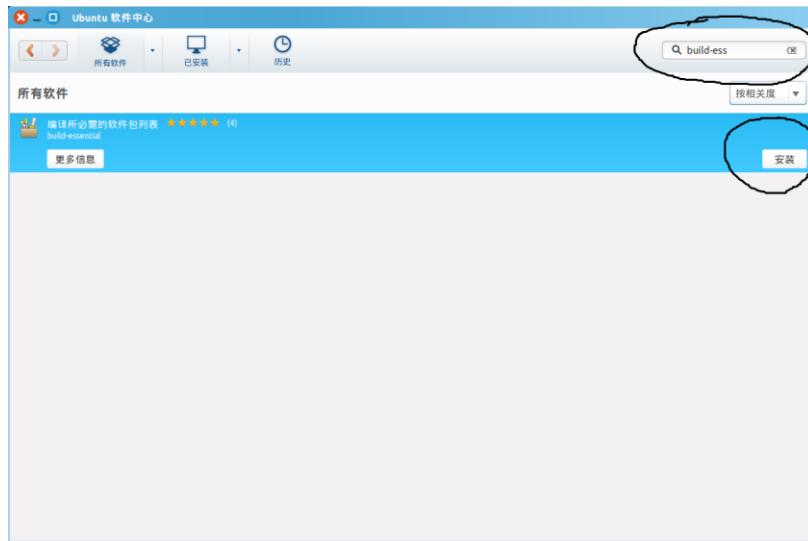 Ubuntu 软件中心
所有软件
已安装
历史
build-ess
所有软件
按相关度
编译所必需的软件包列表 (4)
build-essential
更多信息
安装